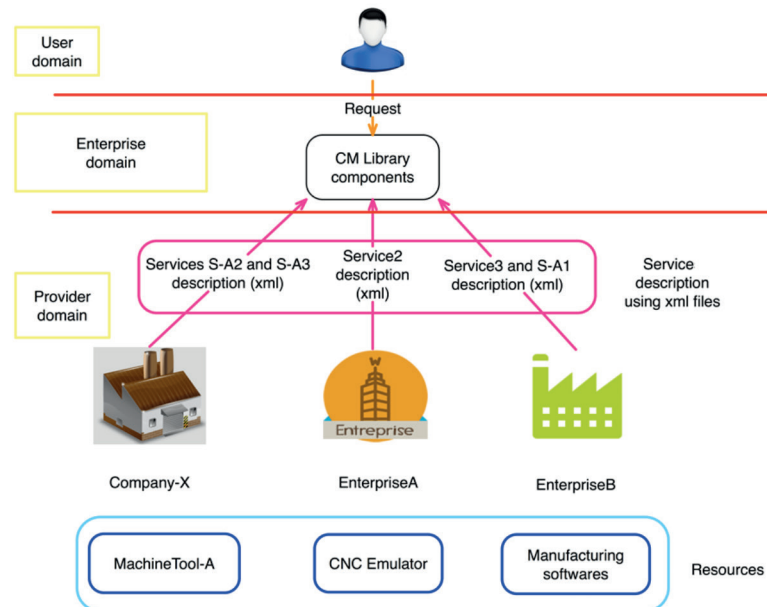 User
domain
Request
Enterprise
domain
CM Library
components
Services S-A2 and S-A3
description (xml)
Service2
description
(xml)
Service3 and S-A1
description (xml)
Service
description
using xml files
Provider
domain
W
Entreprise
Company-X
EnterpriseA
EnterpriseB
MachineTool-A
CNC Emulator
Manufacturing
softwares
Resources